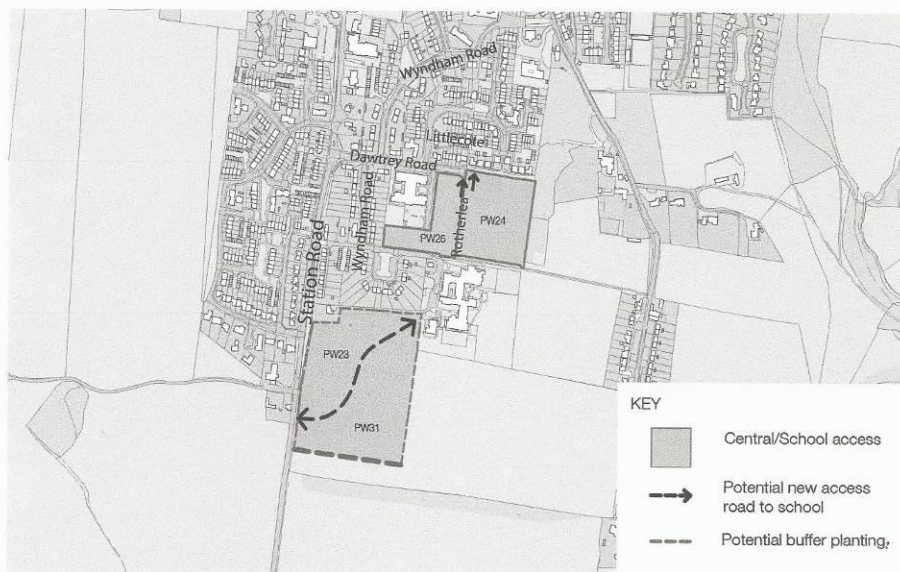 Wyndham Road
Littlecote
Dawtrey Road
Rotherlea
PW24
PW25
Wyndham Road
Station Road
PW23
PW31
KEY
Central/School access
Potential new access
road to school
Potential buffer planting